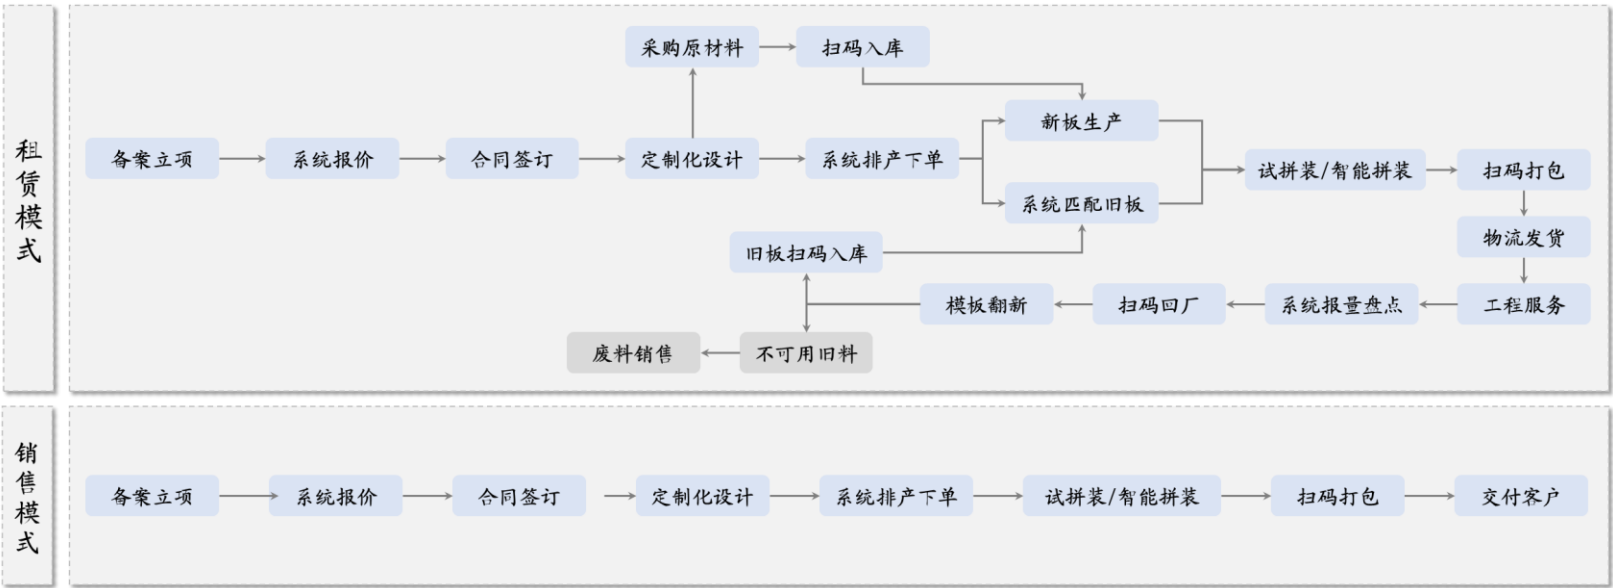 租赁模式
采购原材料
扫码入库
新板生产
备案立项
系统报价
合同签订
定制化设计
系统排产下单
试拼装/智能拼装
扫码打包
系统匹配旧板
物流发货
旧板扫码入库
模板翻新
扫码回厂
系统报量盘点
工程服务
废料销售
不可用旧料
销售模式
备案立项
系统报价
合同签订
定制化设计
系统排产下单
试拼装/智能拼装
扫码打包
交付客户